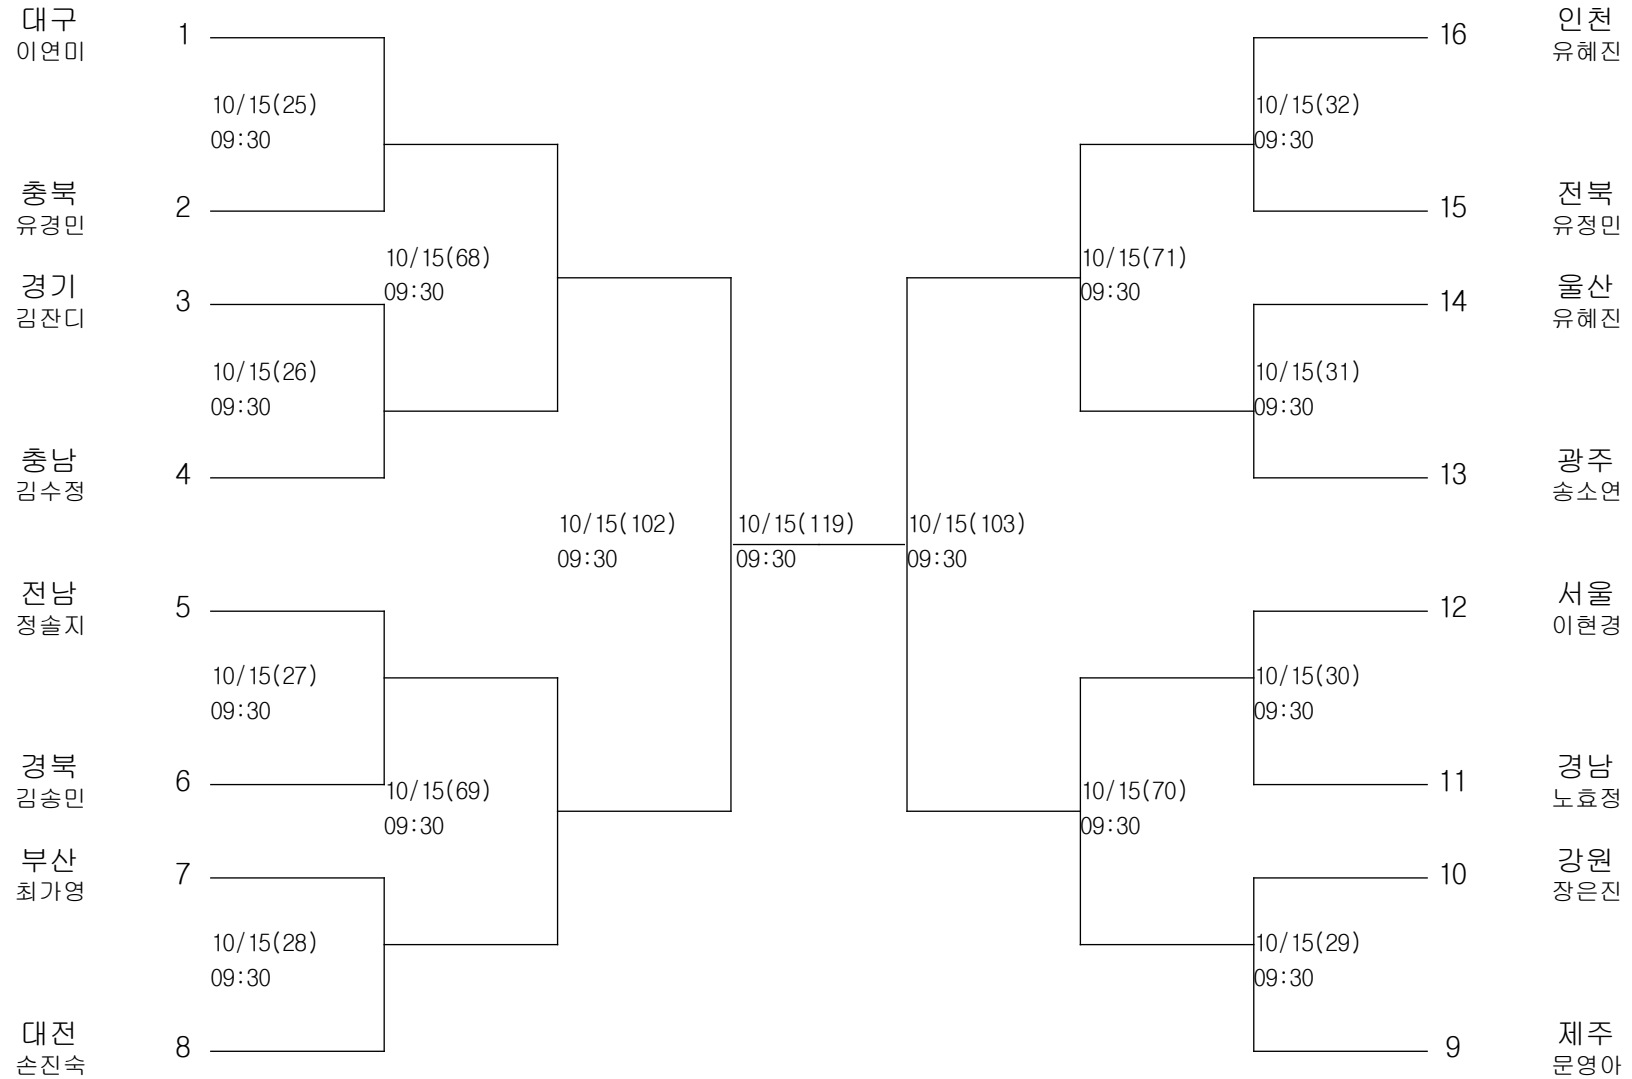 대구
이연미
1
10/15(25)
09:30
충북
유경민
2
10/15(68)
09:30
경기
김잔디
3
10/15(26)
09:30
충남
김수정
4
10/15(102)
09:30
전남
정솔지
5
10/15(27)
09:30
경북
김송민
6
10/15(69)
09:30
부산
최가영
7
10/15(28)
09:30
대전
손진숙
8
10/15(119)
09:30
16
인천
유혜진
10/15(32)
09:30
15
전북
유정민
10/15(71)
09:30
14
울산
유혜진
10/15(31)
09:30
13
광주
송소연
10/15(103)
09:30
12
서울
이현경
10/15(30)
09:30
11
경남
노효정
10/15(70)
09:30
10
강원
장은진
10/15(29)
09:30
9
제주
문영아